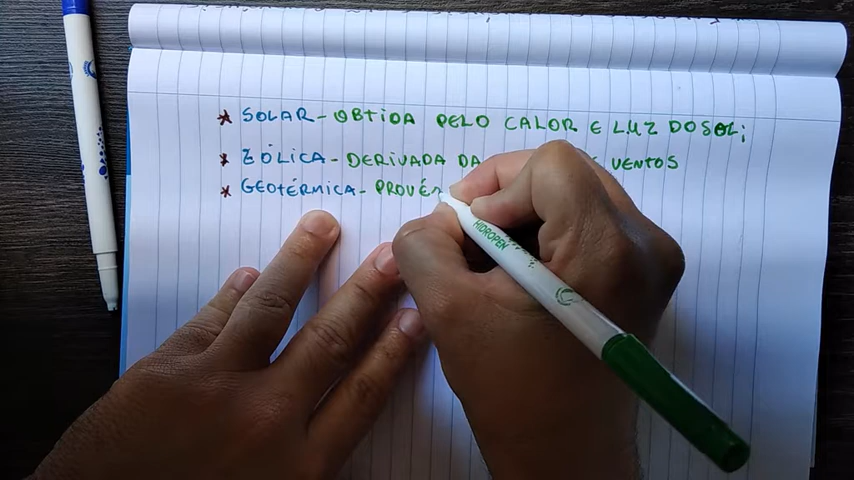 * SOLAR - OBTIDA PELO CALOR E LUZ DO SOL;
* EÓLICA - DERIVADA DA VENTOS
* GEOTÉRMICA - PROVÉ
HIDROPEN